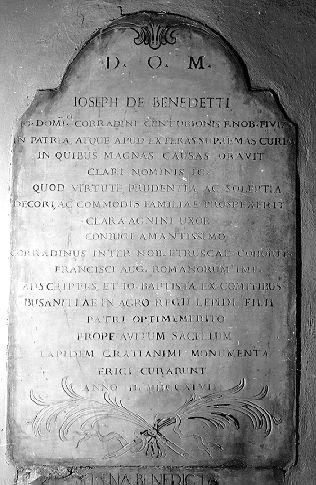 D. O. M.
IOSEPH DE BENEDETTI
CORRADINI CENTURIONIS F. NOB. FIVIZ
IN PATRIA ATQUE APUD EXTERAS SUPREMAS CURIAS
IN QUIBUS MAGNAS CAUSAS ORAVIT
CLARI NOMINIS
QUOD VIRTUTE, PRUDENTIA, AC SOLERTIA
DECORI, AC COMMODIS FAMILIAE PROSPEXERIT
CLARA AGNINI UXOR
CONIUGI AMANTISSIMO
CORRADINUS INTER NOB. ETRUSCAE COHORTIS
FRANCISCI AUG. ROMANORUM IMP.
ADSCRIPTUS, ET IO. BAPTISTA EX COMITIBUS
BUSANELLAE IN AGRO REGII LEPIDI FILII
PATRI OPTIMEMERITO
PROPE AVITUM SACELLUM
LAPIDEM GRATI ANIMI MONUMENTA
ERIGI CURARUNT
ANNO
BENEDICTA